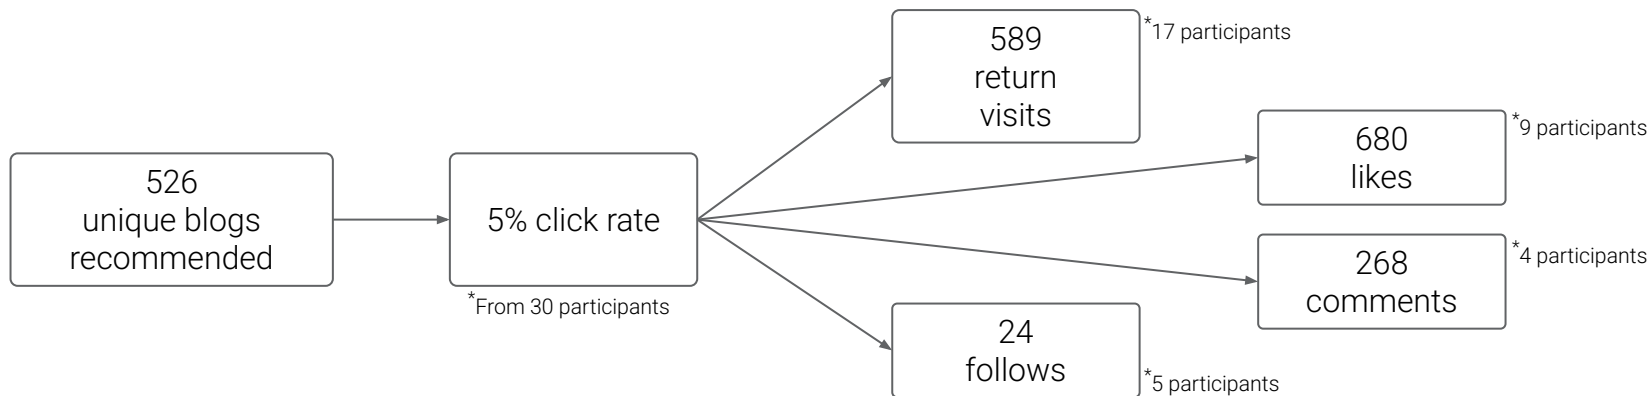 526
unique blogs
recommended
5% click rate
*From 30 participants
589
return
visits
*17 participants
680
likes
*9 participants
268
comments
*4 participants
24
follows
*5 participants